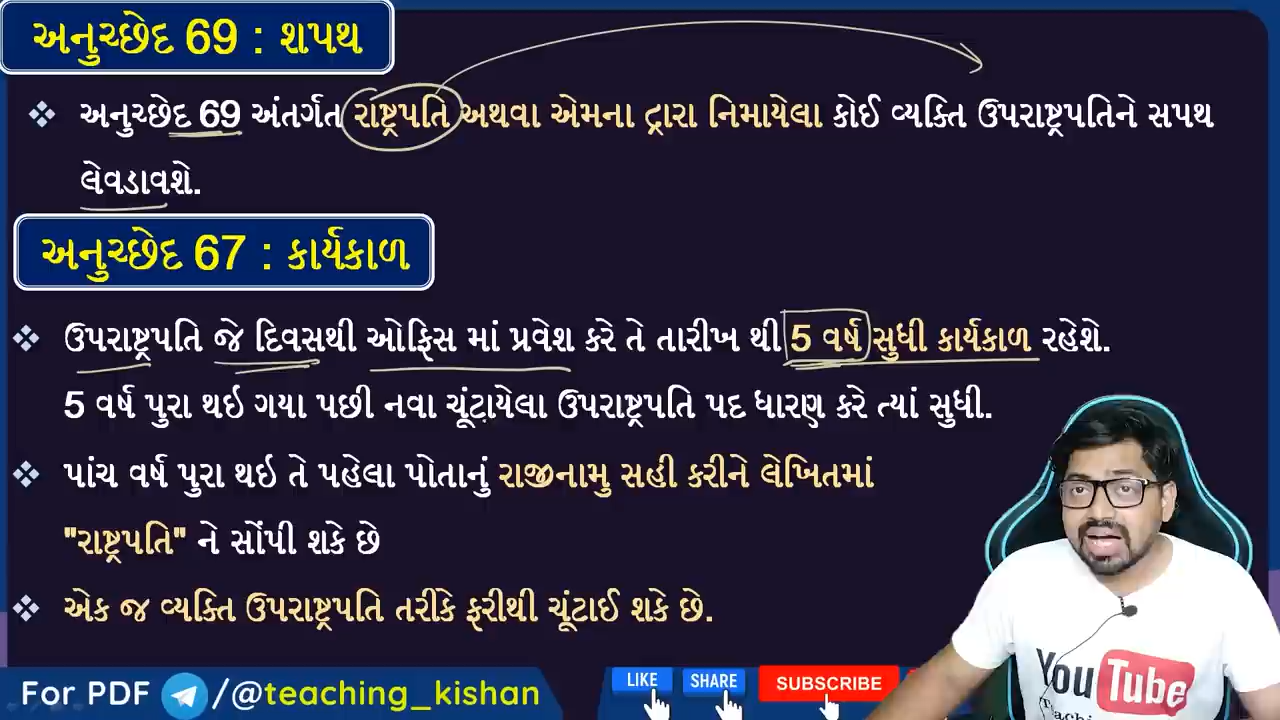 અનુચ્છેદ 69 : શપથ
❖ અનુચ્છેદ 69 અંતર્ગત રાષ્ટ્રપતિ અથવા એમના દ્વારા નિમાયેલા કોઈ વ્યક્તિ ઉપરાષ્ટ્રપતિને સપથ
લેવડાવશે.
અનુચ્છેદ 67 : કાર્યકાળ
❖ ઉપરાષ્ટ્રપતિ જે દિવસથી ઓફિસ માં પ્રવેશ કરે તે તારીખ થી 5 વર્ષ સુધી કાર્યકાળ રહેશે.
5 વર્ષ પુરા થઇ ગયા પછી નવા ચૂંટાયેલા ઉપરાષ્ટ્રપતિ પદ ધારણ કરે ત્યાં સુધી.
❖ પાંચ વર્ષ પુરા થઇ તે પહેલા પોતાનું રાજીનામુ સહી કરીને લેખિતમાં
"રાષ્ટ્રપતિ" ને સોંપી શકે છે
❖ એક જ વ્યક્તિ ઉપરાષ્ટ્રપતિ તરીકે ફરીથી ચૂંટાઈ શકે છે.
You Tube
For PDF /@teaching_kishan
LIKE SHARE SUBSCRIBE